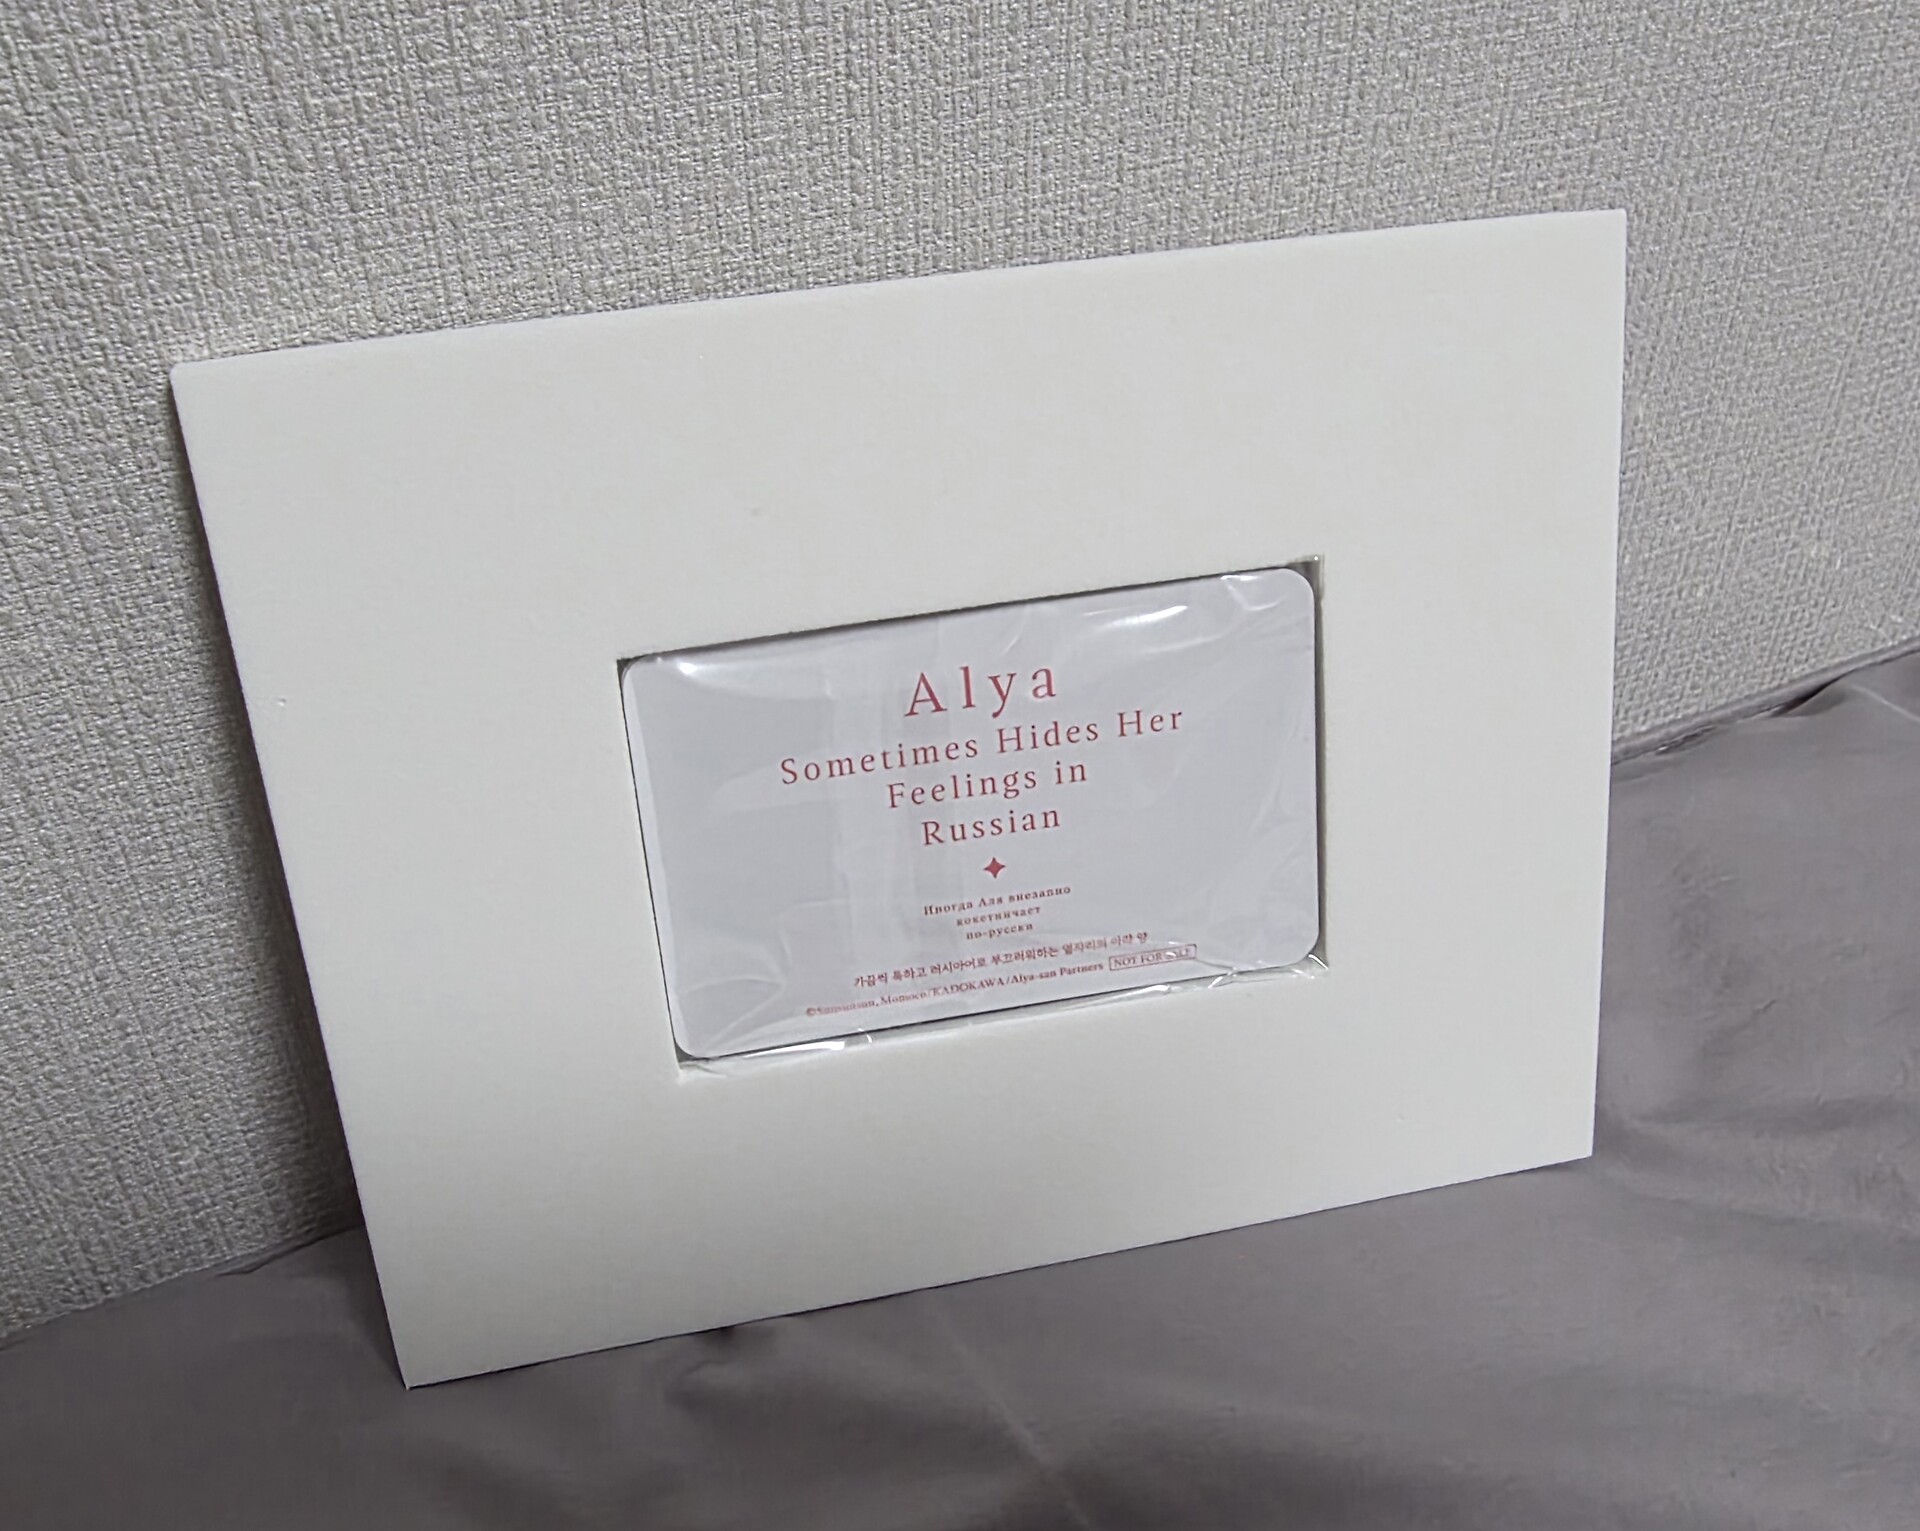 Alya
Sometimes Hides Her
Feelings in
Russian
Иногда Аля внезапно
кокетничает
по-русски
가끔씩 툭하고 러시아어로 부끄러워하는 옆자리의 아랴 양
©Sunsunsun, Momoco/KADOKAWA/Alya-san Partners NOT FOR SALE